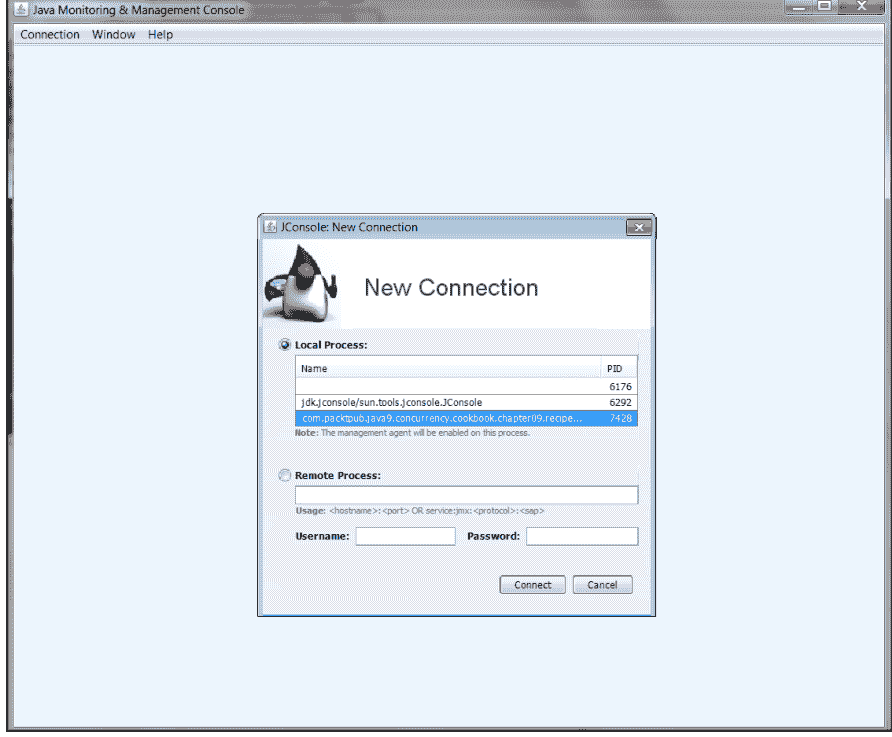 Java Monitoring & Management Console
Connection Window Help
JConsole: New Connection
New Connection
Local Process:
Name PID
6176
jdk.jconsole/sun.tools.jconsole.JConsole 6292
com.packtpub.java9.concurrency.cookbook.chapter09.recipe... 7428
Note: The management agent will be enabled on this process.
Remote Process:
Usage: <hostname>:<port> OR service:jmx:<protocol>:<sap>
Username: Password:
Connect Cancel